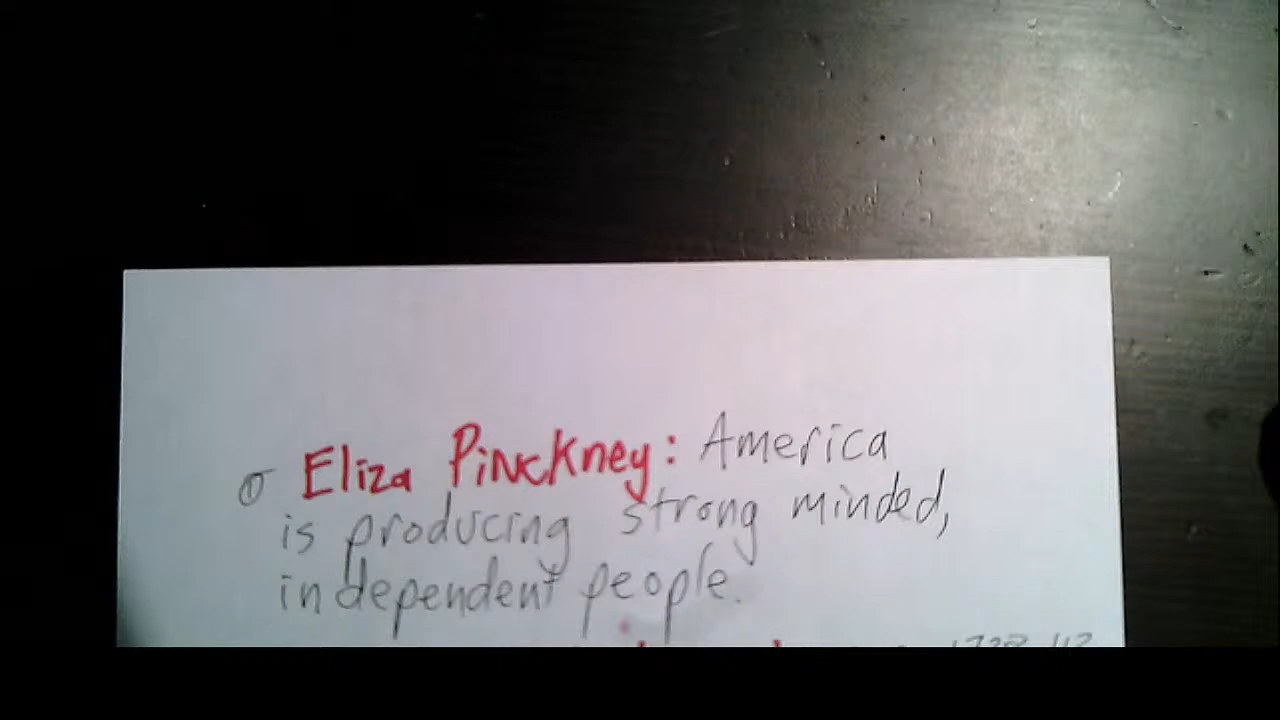 Eliza Pinckney: America
is producing strong minded,
independent people.